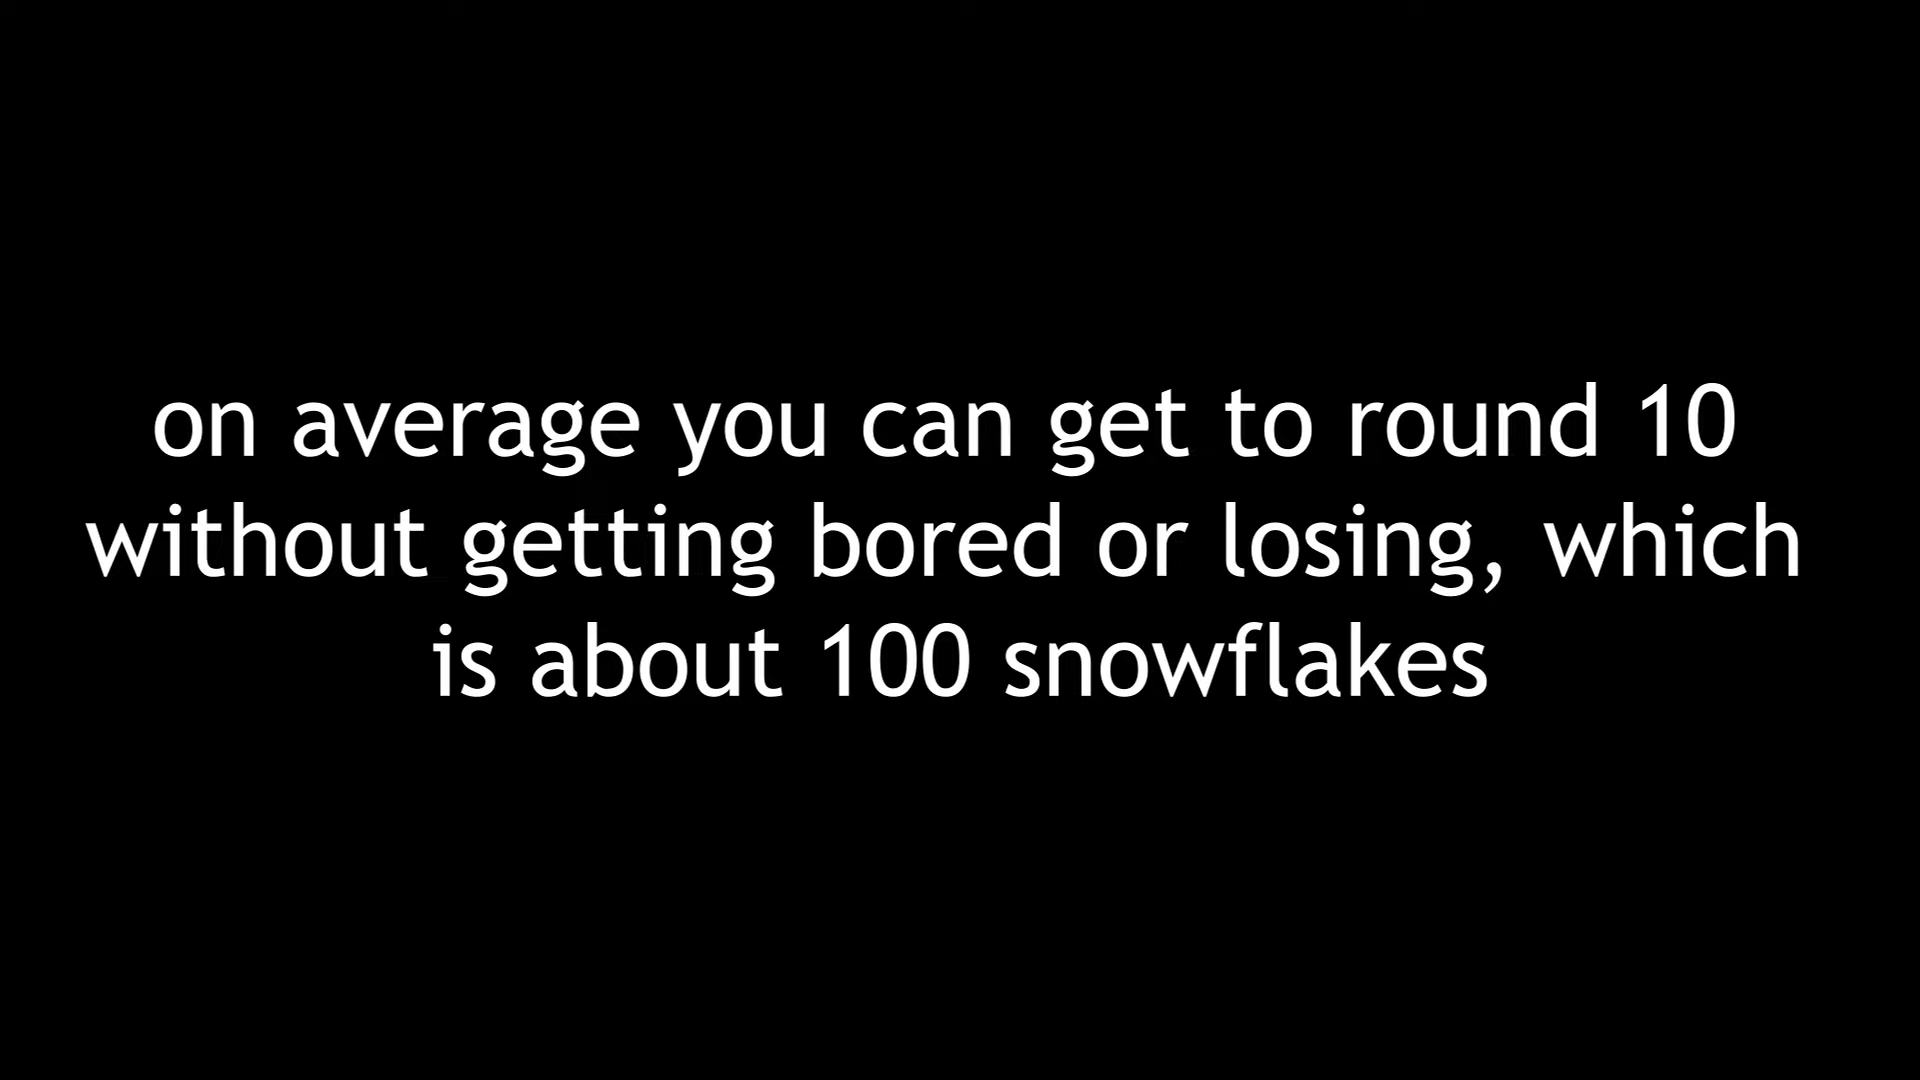 on average you can get to round 10
without getting bored or losing, which
is about 100 snowflakes